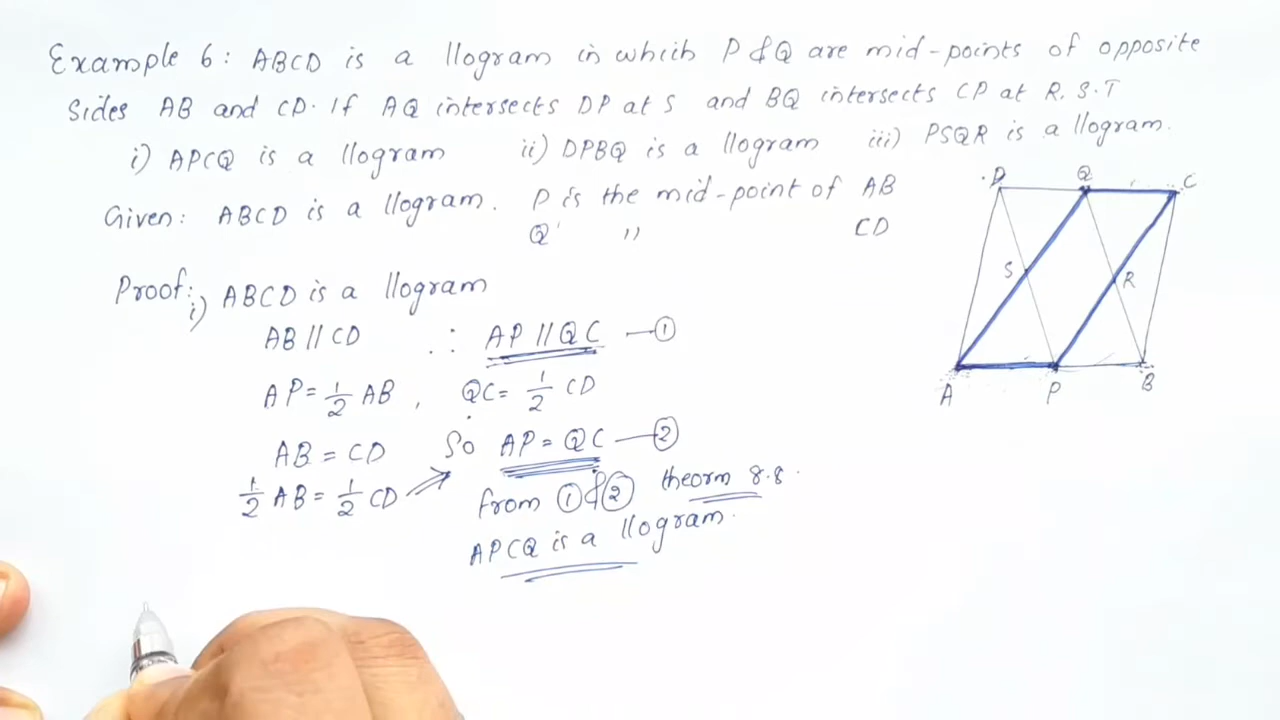 Example 6: ABCD is a llogram in which P & Q are mid-points of opposite
sides AB and CD. If AQ intersects DP at S and BQ intersects CP at R. S.T
i) APCQ is a llogram ii) DPBQ is a llogram iii) PSQR is a llogram.
Given: ABCD is a llogram. P is the mid-point of AB
Q " CD
Proof: i) ABCD is a llogram
AB // CD ∴ AP // QC — ①
AP = 1/2 AB , QC = 1/2 CD
AB = CD So AP = QC — ②
1/2 AB = 1/2 CD
from ① & ② theorm 8.8.
APCQ is a llogram.
D Q C
S R
A P B